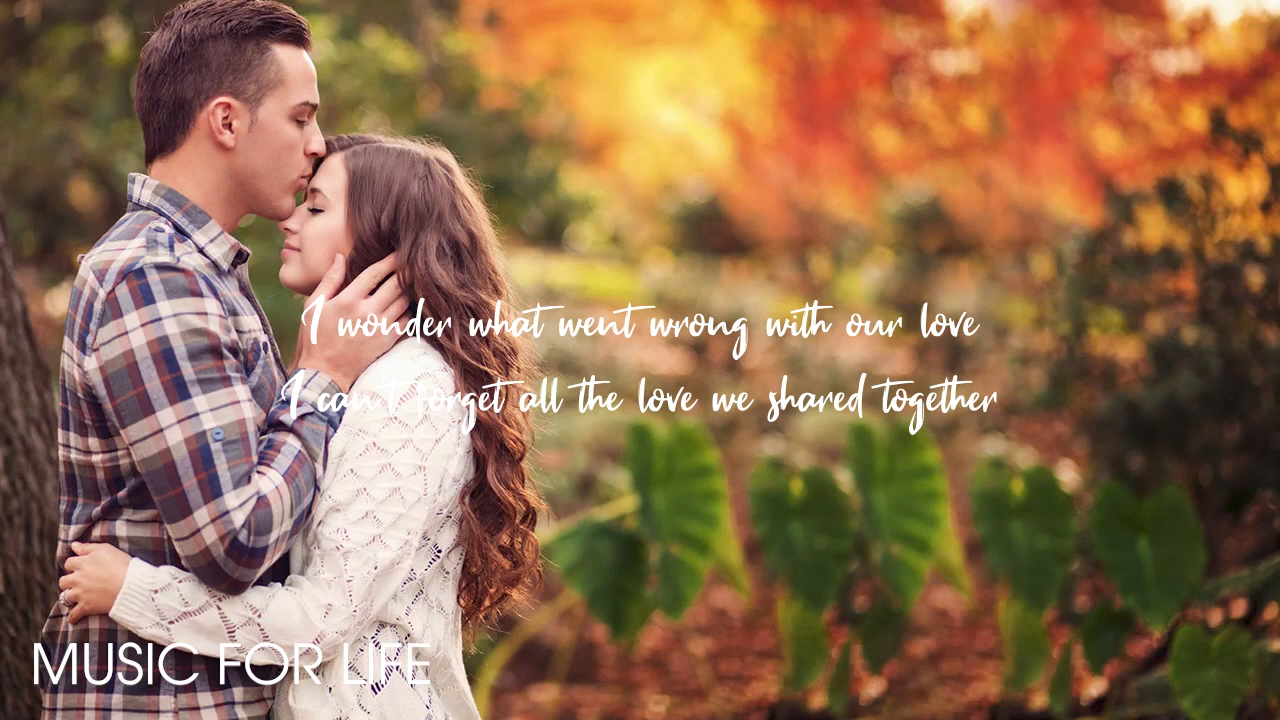 I wonder what went wrong with our love
I can't forget all the love we shared together
MUSIC FOR LIFE